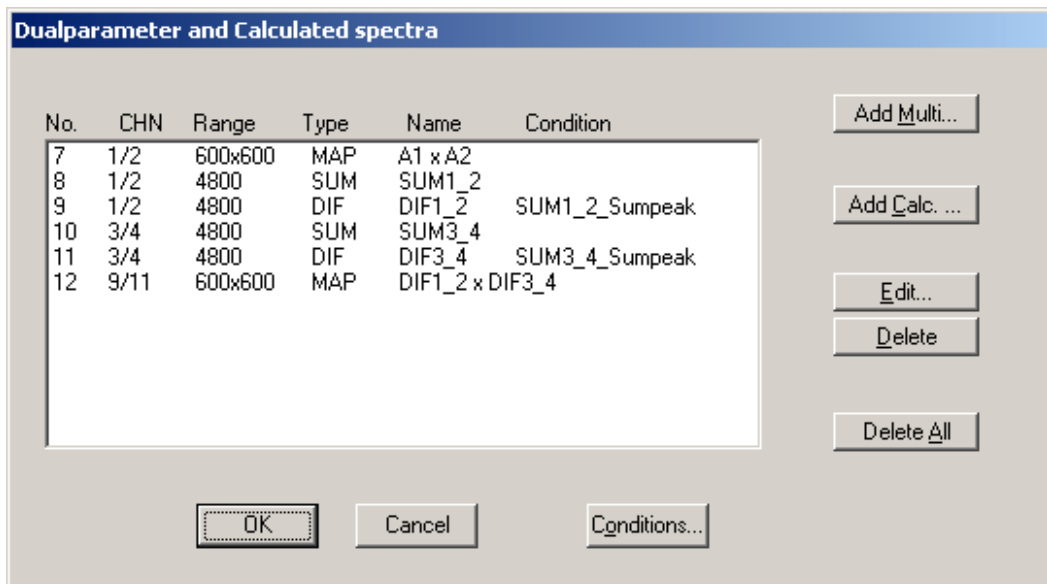 Dualparameter and Calculated spectra
No. CHN Range Type Name Condition
7 1/2 600x600 MAP A1 x A2
8 1/2 4800 SUM SUM1_2
9 1/2 4800 DIF DIF1_2 SUM1_2_Sumpeak
10 3/4 4800 SUM SUM3_4
11 3/4 4800 DIF DIF3_4 SUM3_4_Sumpeak
12 9/11 600x600 MAP DIF1_2 x DIF3_4
Add Multi...
Add Calc. ...
Edit...
Delete
Delete All
OK Cancel Conditions...